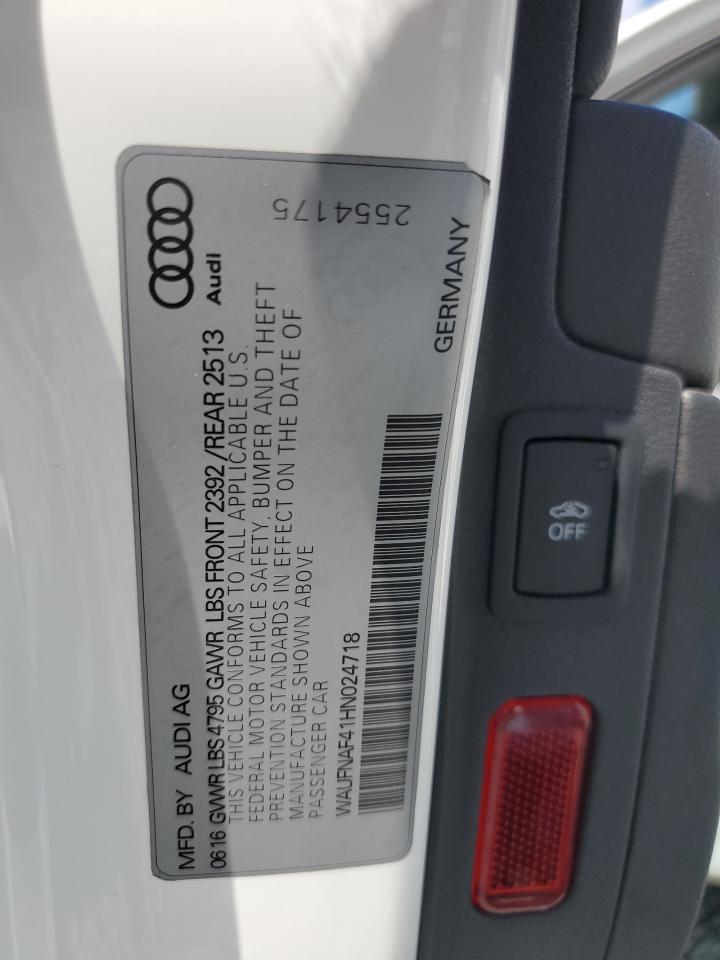 MFD. BY AUDI AG
Audi
0616 GVWR LBS 4795 GAWR LBS FRONT 2392 /REAR 2513
THIS VEHICLE CONFORMS TO ALL APPLICABLE U.S.
FEDERAL MOTOR VEHICLE SAFETY, BUMPER AND THEFT
PREVENTION STANDARDS IN EFFECT ON THE DATE OF
MANUFACTURE SHOWN ABOVE
PASSENGER CAR
2554175
WAUFNAF41HN024718
GERMANY
OFF